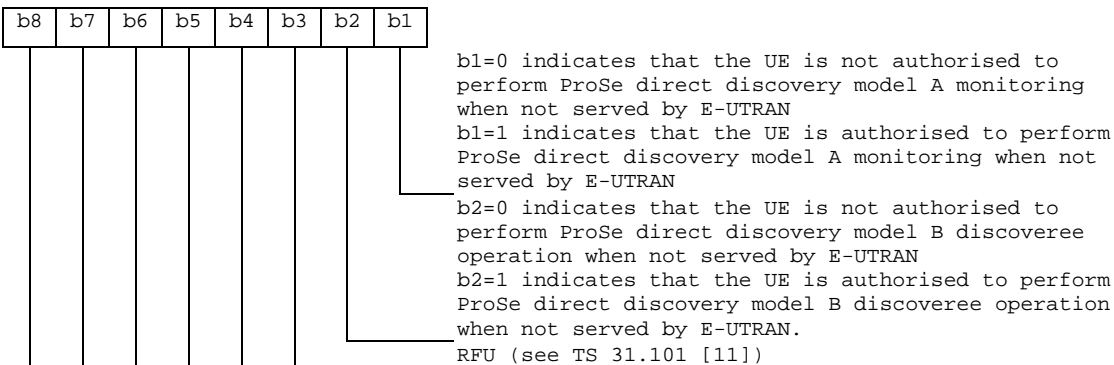 b8 b7 b6 b5 b4 b3 b2 b1
b1=0 indicates that the UE is not authorised to
perform ProSe direct discovery model A monitoring
when not served by E-UTRAN
b1=1 indicates that the UE is authorised to perform
ProSe direct discovery model A monitoring when not
served by E-UTRAN
b2=0 indicates that the UE is not authorised to
perform ProSe direct discovery model B discoveree
operation when not served by E-UTRAN
b2=1 indicates that the UE is authorised to perform
ProSe direct discovery model B discoveree operation
when not served by E-UTRAN.
RFU (see TS 31.101 [11])